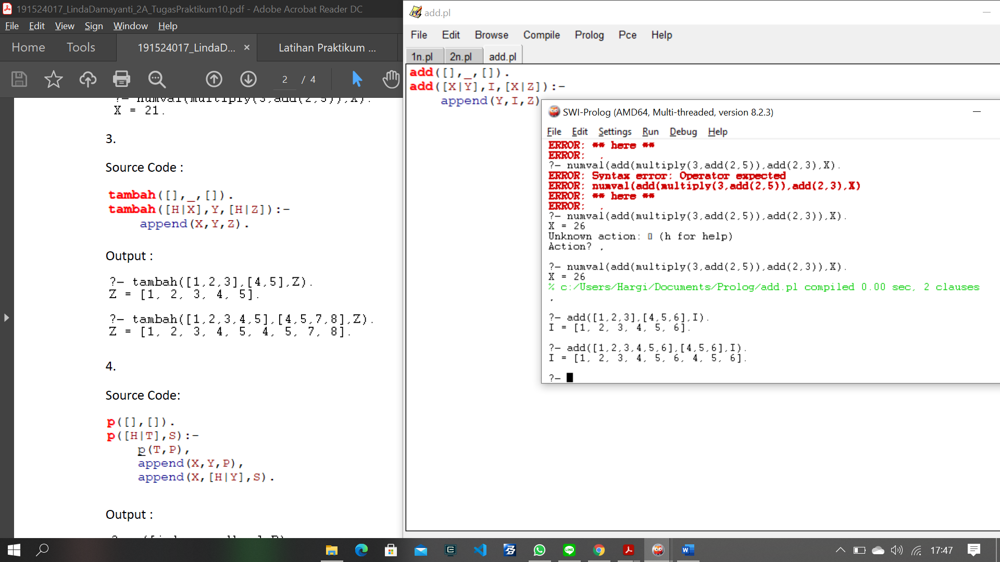 191524017_LindaDamayanti_2A_TugasPraktikum10.pdf - Adobe Acrobat Reader DC
File Edit View Sign Window Help
Home Tools 191524017_LindaD... × Latihan Praktikum ...
2 / 4
?- numval(multiply(3,add(2,5)),X).
X = 21.
3.
Source Code :
tambah([],_,[]).
tambah([H|X],Y,[H|Z]):-
append(X,Y,Z).
Output :
?- tambah([1,2,3],[4,5],Z).
Z = [1, 2, 3, 4, 5].
?- tambah([1,2,3,4,5],[4,5,7,8],Z).
Z = [1, 2, 3, 4, 5, 4, 5, 7, 8].
4.
Source Code:
p([],[]).
p([H|T],S):-
p(T,P),
append(X,Y,P),
append(X,[H|Y],S).
Output :
add.pl
File Edit Browse Compile Prolog Pce Help
1n.pl 2n.pl add.pl
add([],_,[]).
add([X|Y],I,[X|Z]):-
append(Y,I,Z)
SWI-Prolog (AMD64, Multi-threaded, version 8.2.3)
File Edit Settings Run Debug Help
ERROR: ** here **
ERROR: .
?- numval(add(multiply(3,add(2,5)),add(2,3),X).
ERROR: Syntax error: Operator expected
ERROR: numval(add(multiply(3,add(2,5)),add(2,3),X)
ERROR: ** here **
ERROR: .
?- numval(add(multiply(3,add(2,5)),add(2,3)),X).
X = 26
Unknown action: (h for help)
Action? .
?- numval(add(multiply(3,add(2,5)),add(2,3)),X).
X = 26
% c:/Users/Hargi/Documents/Prolog/add.pl compiled 0.00 sec, 2 clauses
.
?- add([1,2,3],[4,5,6],I).
I = [1, 2, 3, 4, 5, 6].
?- add([1,2,3,4,5,6],[4,5,6],I).
I = [1, 2, 3, 4, 5, 6, 4, 5, 6].
?-
LINE
17:47